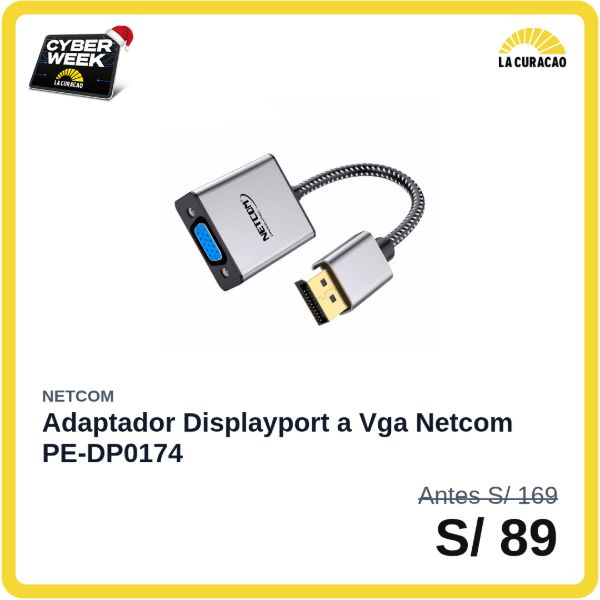 CYBER
WEEK
LA CURACAO
LA CURACAO
NETCOM
NETCOM
Adaptador Displayport a Vga Netcom
PE-DP0174
Antes S/ 169
S/ 89